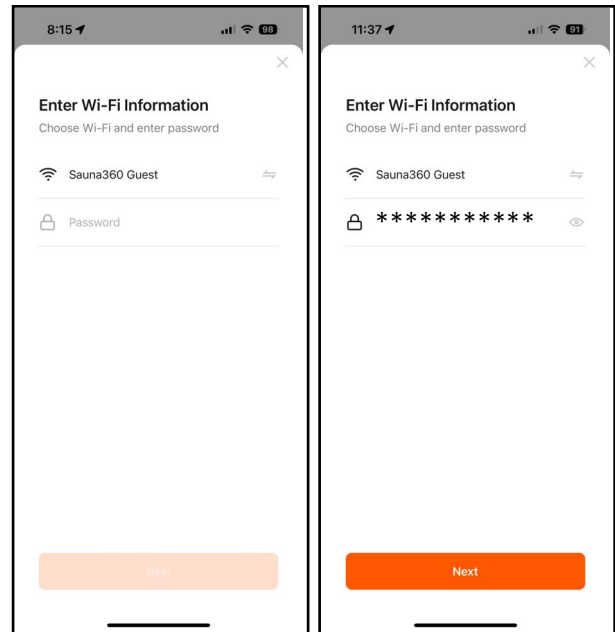 8:15
98
Enter Wi-Fi Information
Choose Wi-Fi and enter password
Sauna360 Guest
Password
Next
11:37
91
Enter Wi-Fi Information
Choose Wi-Fi and enter password
Sauna360 Guest
***********
Next